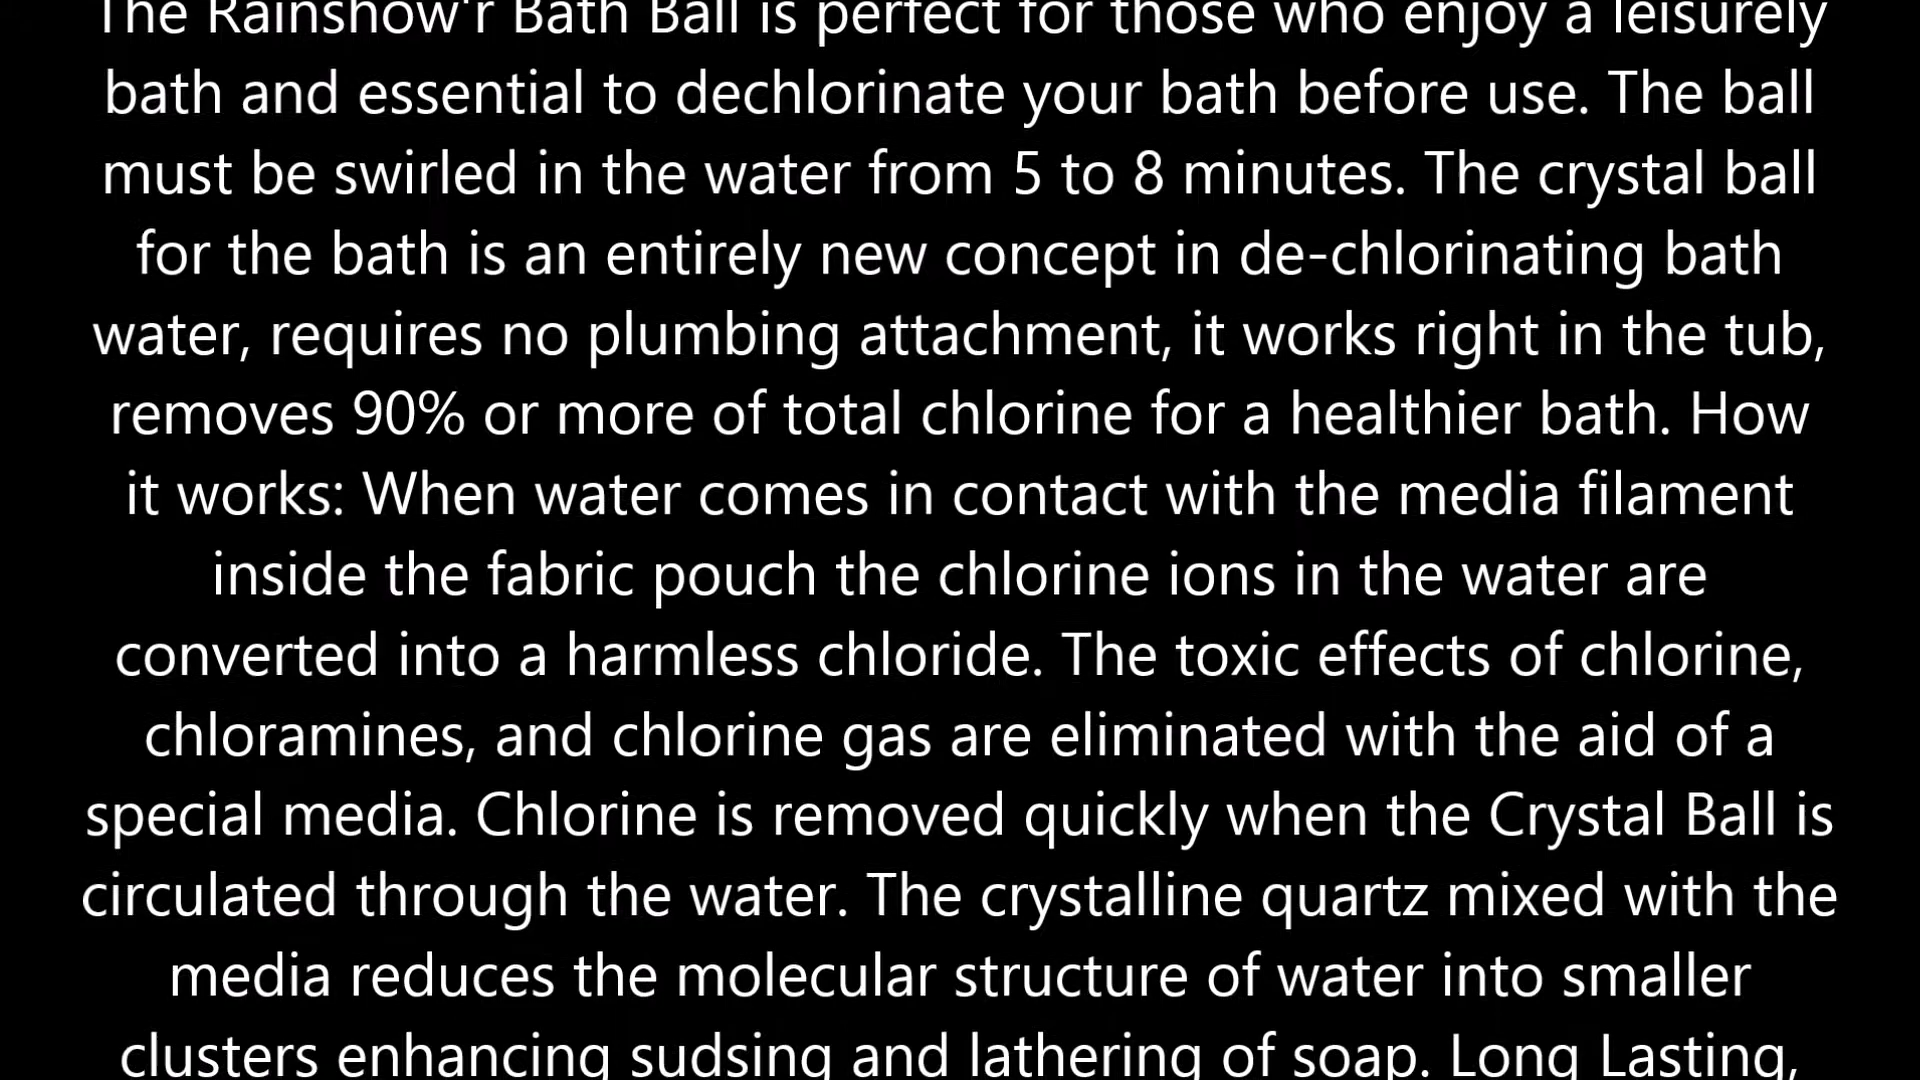 The Rainshow'r Bath Ball is perfect for those who enjoy a leisurely
bath and essential to dechlorinate your bath before use. The ball
must be swirled in the water from 5 to 8 minutes. The crystal ball
for the bath is an entirely new concept in de-chlorinating bath
water, requires no plumbing attachment, it works right in the tub,
removes 90% or more of total chlorine for a healthier bath. How
it works: When water comes in contact with the media filament
inside the fabric pouch the chlorine ions in the water are
converted into a harmless chloride. The toxic effects of chlorine,
chloramines, and chlorine gas are eliminated with the aid of a
special media. Chlorine is removed quickly when the Crystal Ball is
circulated through the water. The crystalline quartz mixed with the
media reduces the molecular structure of water into smaller
clusters enhancing sudsing and lathering of soap. Long Lasting,